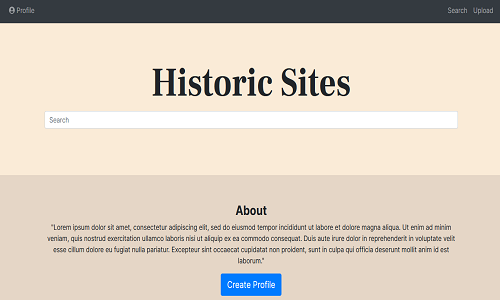 Profile
Search Upload
Historic Sites
Search
About
"Lorem ipsum dolor sit amet, consectetur adipiscing elit, sed do eiusmod tempor incididunt ut labore et dolore magna aliqua. Ut enim ad minim
veniam, quis nostrud exercitation ullamco laboris nisi ut aliquip ex ea commodo consequat. Duis aute irure dolor in reprehenderit in voluptate velit
esse cillum dolore eu fugiat nulla pariatur. Excepteur sint occaecat cupidatat non proident, sunt in culpa qui officia deserunt mollit anim id est
laborum."
Create Profile